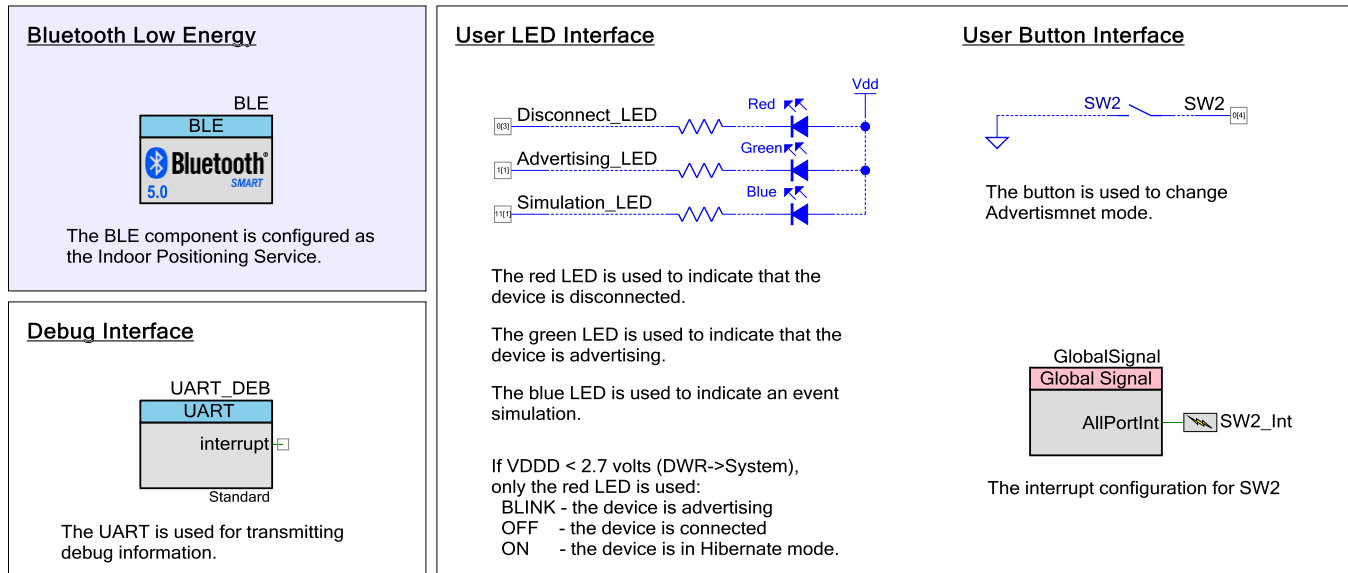 Bluetooth Low Energy
BLE
BLE
Bluetooth®
SMART
5.0
The BLE component is configured as
the Indoor Positioning Service.
Debug Interface
UART_DEB
UART
interrupt
Standard
The UART is used for transmitting
debug information.
User LED Interface
Vdd
0[3] Disconnect_LED Red
1[1] Advertising_LED Green
11[1] Simulation_LED Blue
The red LED is used to indicate that the
device is disconnected.
The green LED is used to indicate that the
device is advertising.
The blue LED is used to indicate an event
simulation.
If VDDD < 2.7 volts (DWR->System),
only the red LED is used:
BLINK - the device is advertising
OFF - the device is connected
ON - the device is in Hibernate mode.
User Button Interface
SW2 SW2 0[4]
The button is used to change
Advertismnet mode.
GlobalSignal
Global Signal
AllPortInt SW2_Int
The interrupt configuration for SW2